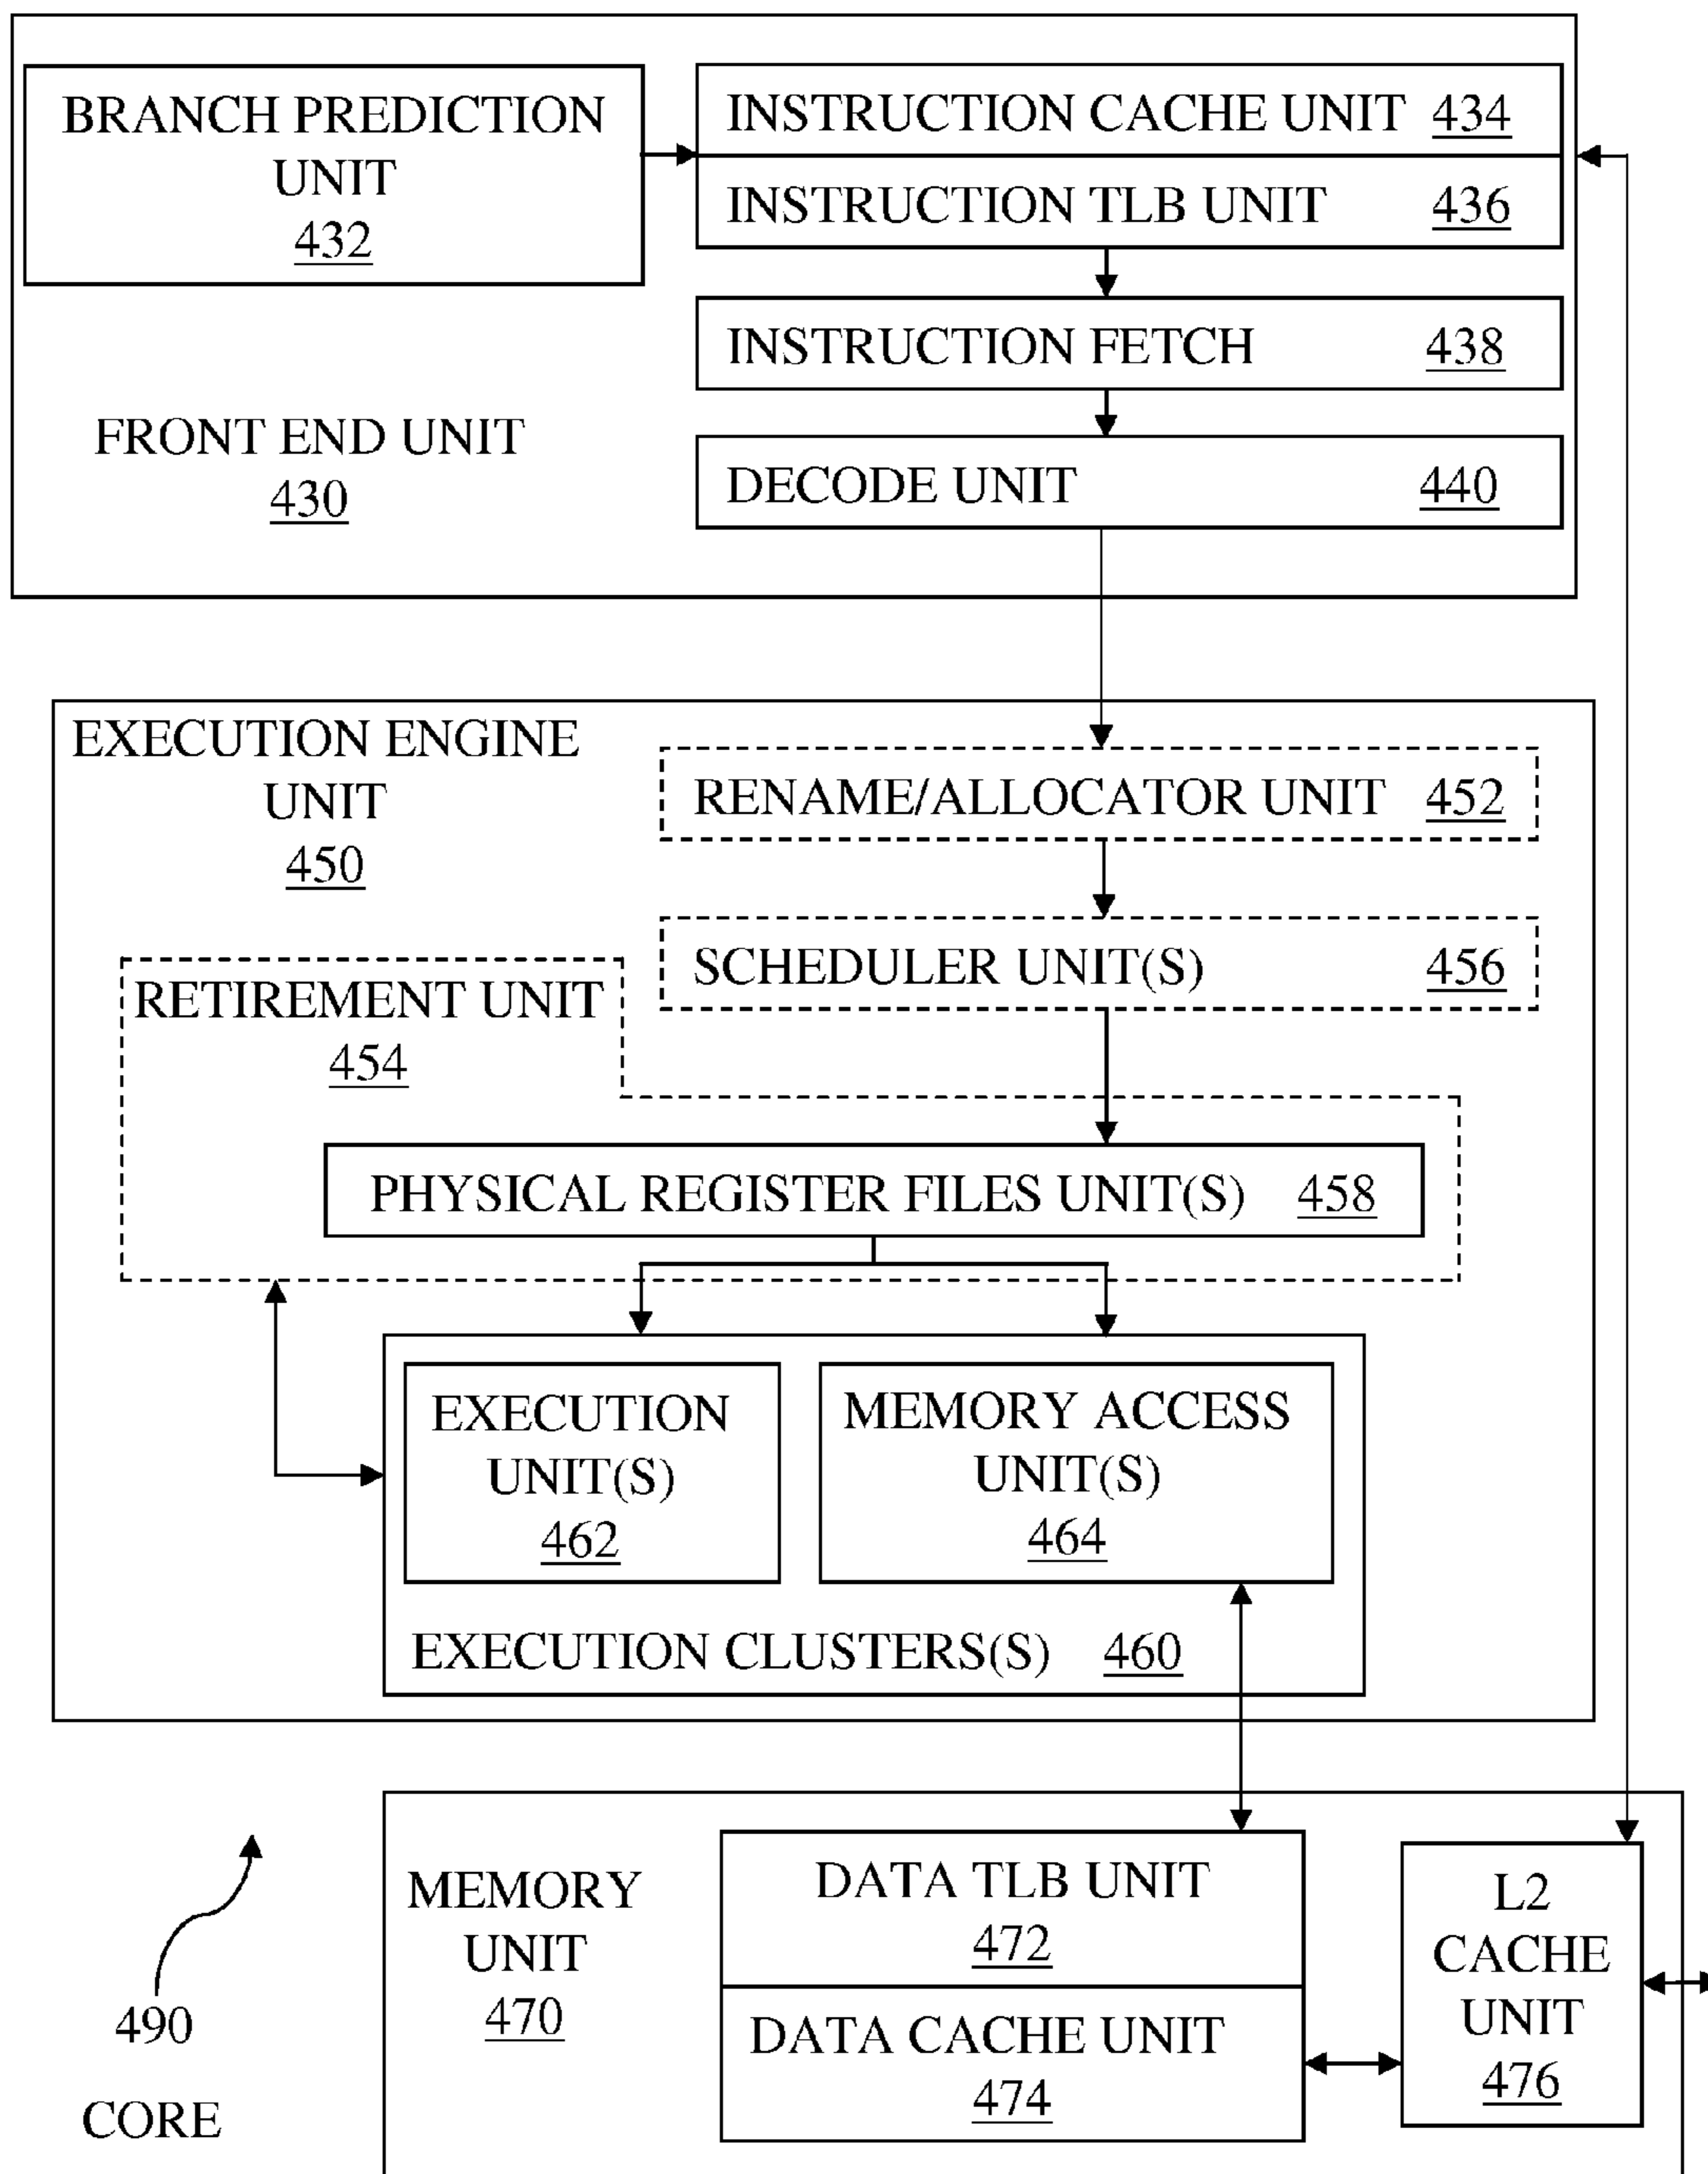 BRANCH PREDICTION
UNIT
432
INSTRUCTION CACHE UNIT 434
INSTRUCTION TLB UNIT 436
INSTRUCTION FETCH 438
FRONT END UNIT
430
DECODE UNIT 440
EXECUTION ENGINE
UNIT
450
RENAME/ALLOCATOR UNIT 452
SCHEDULER UNIT(S) 456
RETIREMENT UNIT
454
PHYSICAL REGISTER FILES UNIT(S) 458
EXECUTION
UNIT(S)
462
MEMORY ACCESS
UNIT(S)
464
EXECUTION CLUSTERS(S) 460
MEMORY
UNIT
470
DATA TLB UNIT
472
DATA CACHE UNIT
474
L2
CACHE
UNIT
476
490
CORE